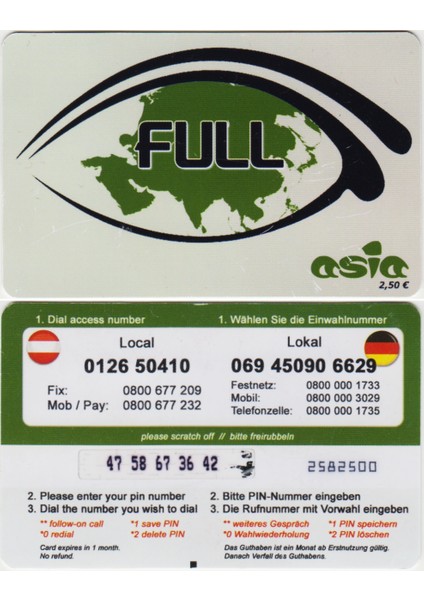 FULL
asia
2,50 €
1. Dial access number
1. Wählen Sie die Einwahlnummer
Local
0126 50410
Fix: 0800 677 209
Mob / Pay: 0800 677 232
Lokal
069 45090 6629
Festnetz: 0800 000 1733
Mobil: 0800 000 3029
Telefonzelle: 0800 000 1735
please scratch off // bitte freirubbeln
47 58 67 36 42
2582500
2. Please enter your pin number
3. Dial the number you wish to dial
** follow-on call *1 save PIN
*0 redial *2 delete PIN
Card expires in 1 month.
No refund.
2. Bitte PIN-Nummer eingeben
3. Die Rufnummer mit Vorwahl eingeben
** weiteres Gespräch *1 PIN speichern
*0 Wahlwiederholung *2 PIN löschen
Das Guthaben ist ein Monat ab Erstnutzung gültig.
Danach Verfall des Guthabens.